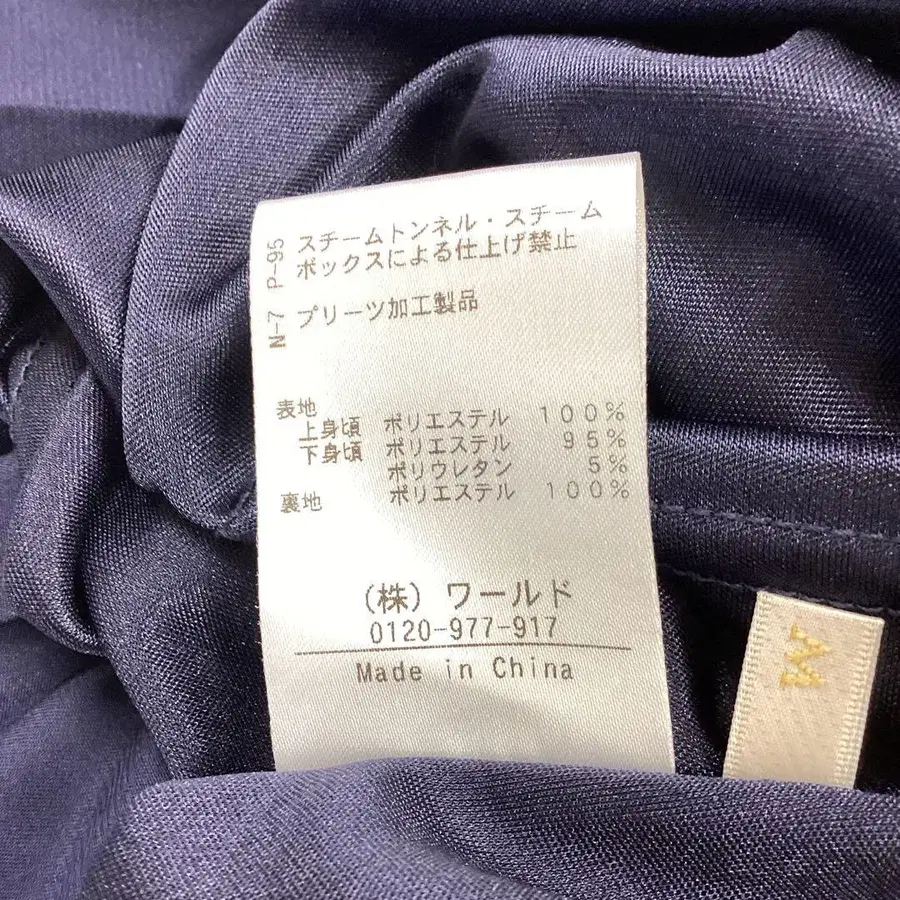 P-95 スチームトンネル・スチーム
ボックスによる仕上げ禁止
N-7 プリーツ加工製品
表地
上身頃 ポリエステル 100%
下身頃 ポリエステル 95%
ポリウレタン 5%
裏地 ポリエステル 100%
(株) ワールド
0120-977-917
Made in China
M